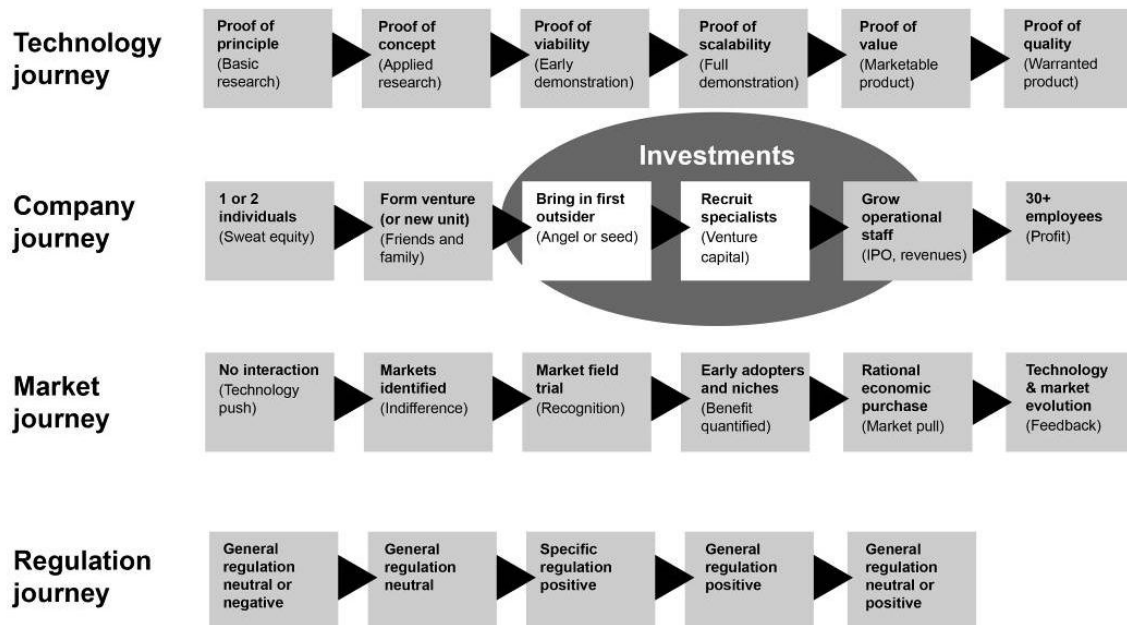 Technology
journey
Proof of
principle
(Basic
research)
Proof of
concept
(Applied
research)
Proof of
viability
(Early
demonstration)
Proof of
scalability
(Full
demonstration)
Proof of
value
(Marketable
product)
Proof of
quality
(Warranted
product)
Investments
Company
journey
1 or 2
individuals
(Sweat equity)
Form venture
(or new unit)
(Friends and
family)
Bring in first
outsider
(Angel or seed)
Recruit
specialists
(Venture
capital)
Grow
operational
staff
(IPO, revenues)
30+
employees
(Profit)
Market
journey
No interaction
(Technology
push)
Markets
identified
(Indifference)
Market field
trial
(Recognition)
Early adopters
and niches
(Benefit
quantified)
Rational
economic
purchase
(Market pull)
Technology
& market
evolution
(Feedback)
Regulation
journey
General
regulation
neutral or
negative
General
regulation
neutral
Specific
regulation
positive
General
regulation
positive
General
regulation
neutral or
positive